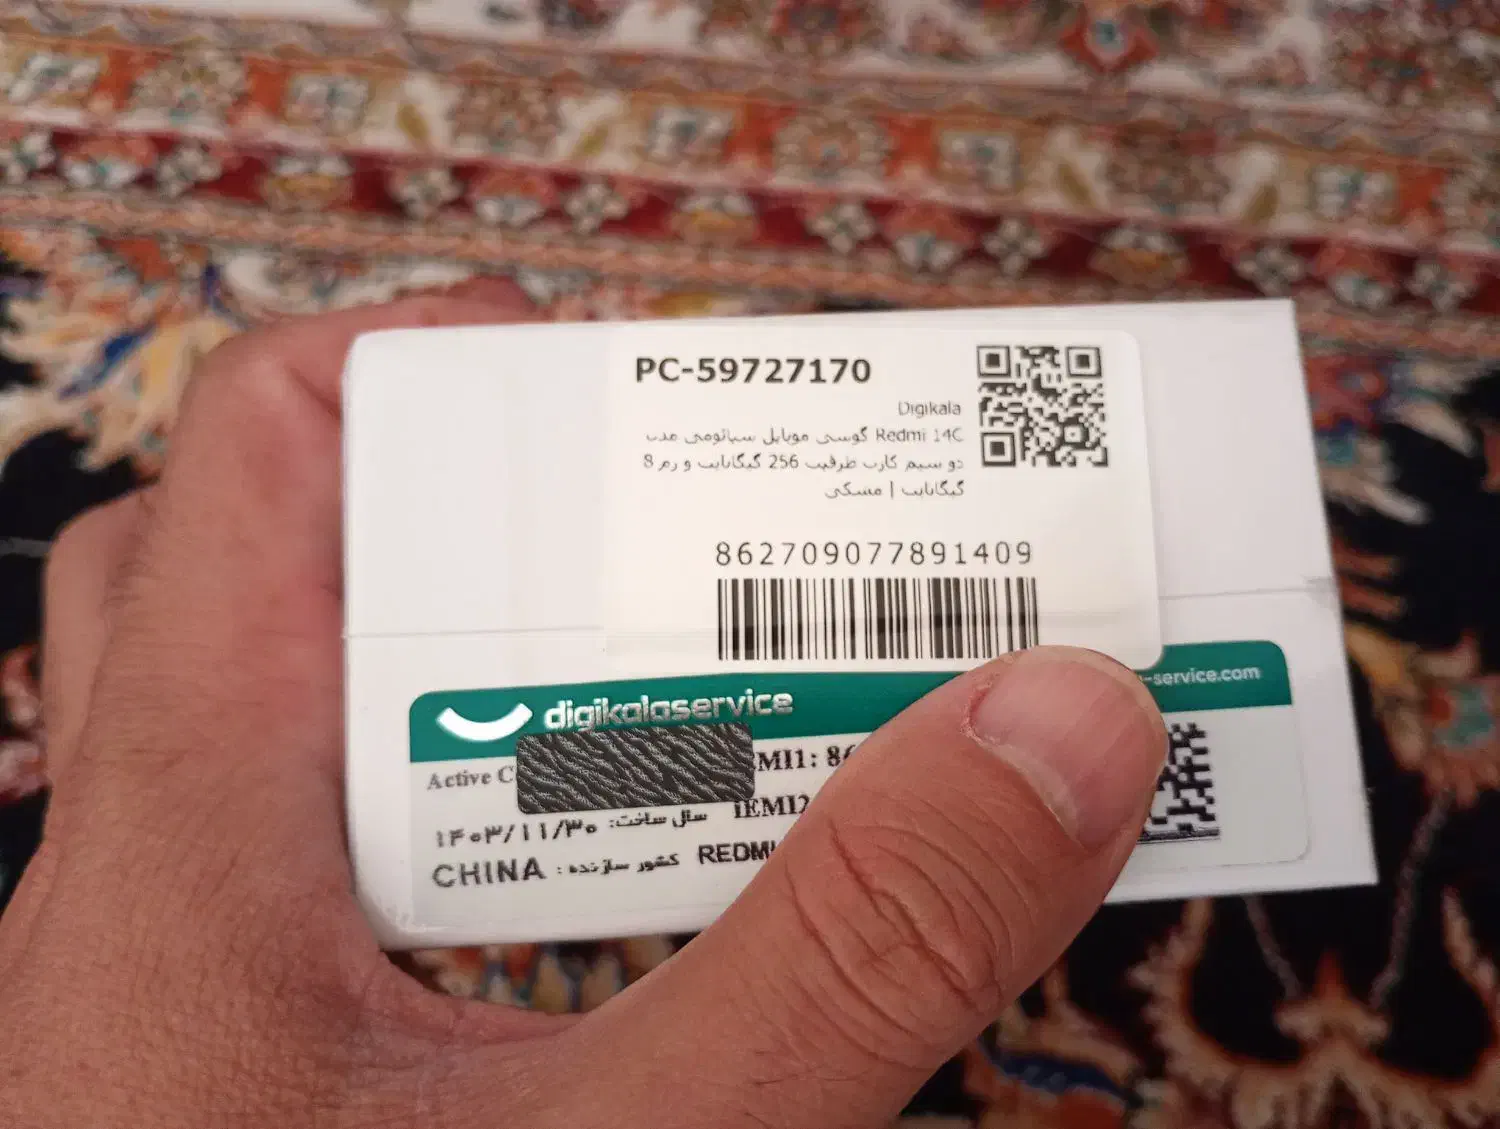 PC-59727170
Digikala
گوشی موبایل شیائومی مدل Redmi 14C
دو سیم کارت ظرفیت 256 گیگابایت و رم 8
گیگابایت | مشکی
862709077891409
digikalaservice
-service.com
Active C
EMI1: 86
IEMI2
سال ساخت: ۱۴۰۳/۱۱/۳۰
REDMI
کشور سازنده : CHINA